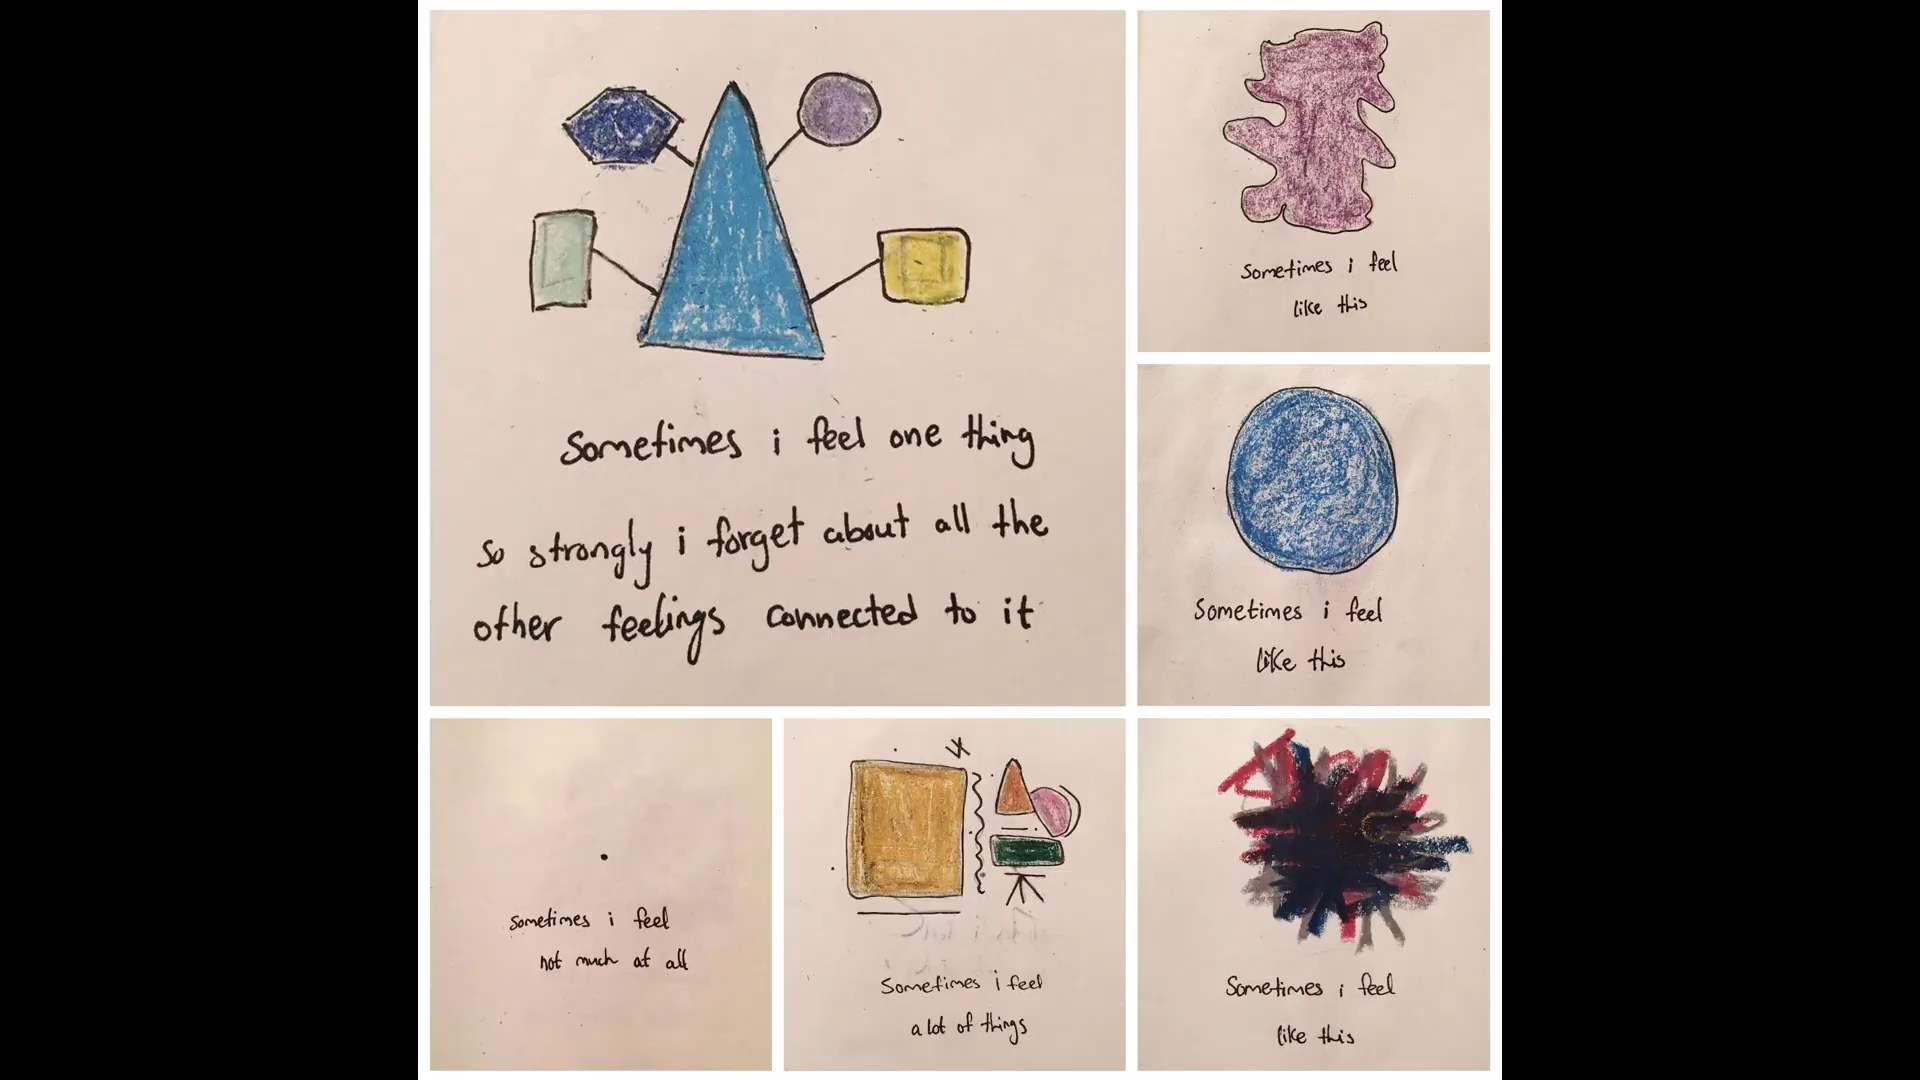 Sometimes i feel one thing
so strongly i forget about all the
other feelings connected to it
Sometimes i feel
like this
Sometimes i feel
like this
sometimes i feel
not much at all
Sometimes i feel
a lot of things
Sometimes i feel
like this